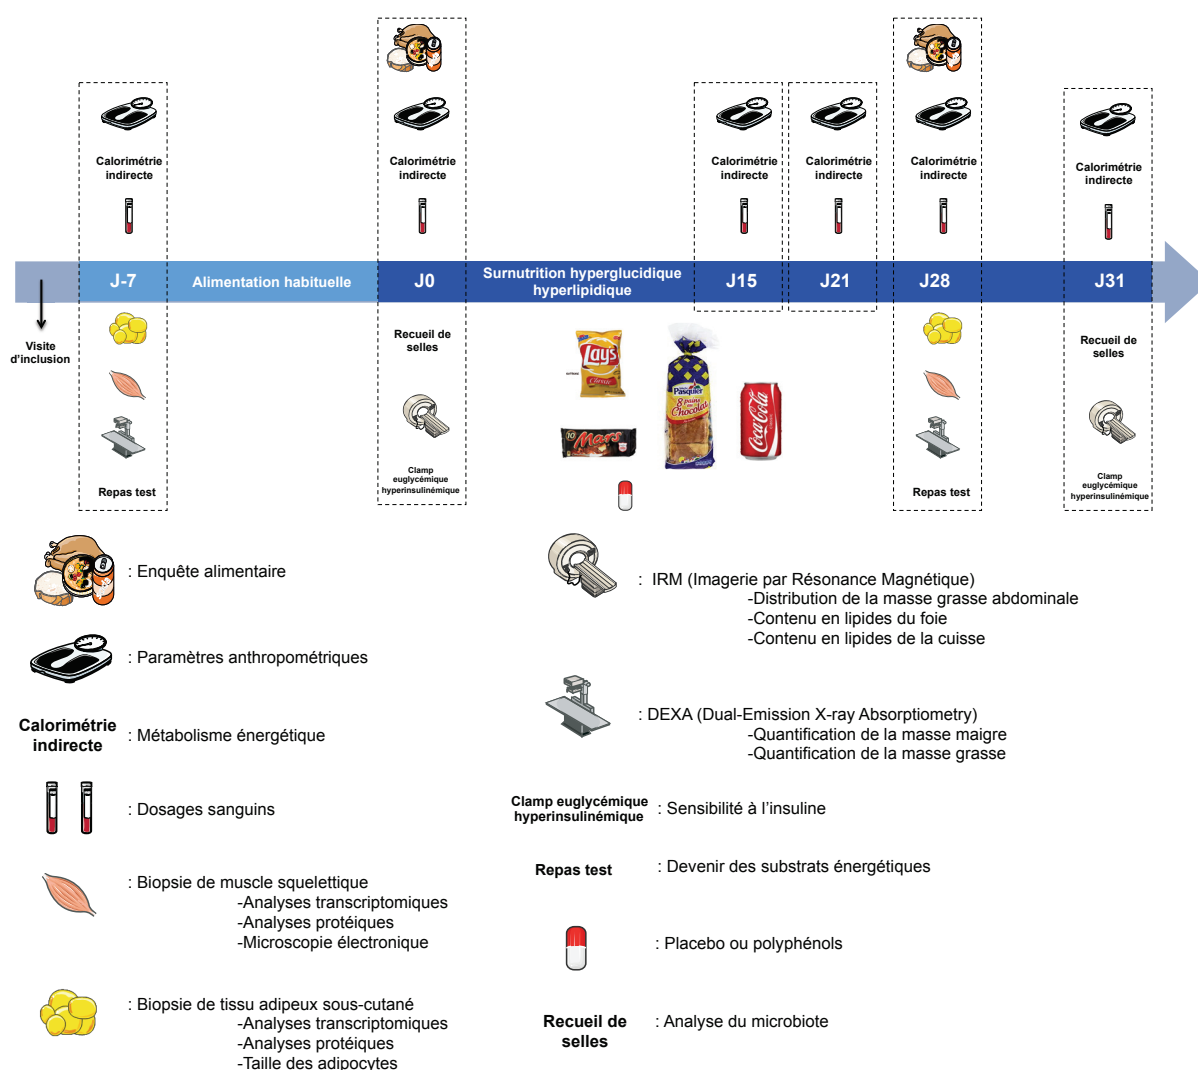 Calorimétrie
indirecte
Calorimétrie
indirecte
Calorimétrie
indirecte
Calorimétrie
indirecte
Calorimétrie
indirecte
Calorimétrie
indirecte
J-7
Alimentation habituelle
J0
Surnutrition hyperglucidique
hyperlipidique
J15
J21
J28
J31
Visite
d'inclusion
Repas test
Recueil de
selles
Clamp
euglycémique
hyperinsulinémique
Lays
Classic
Pasquier
8 pains
au
Chocolat
10
Mars
Coca-Cola
Repas test
Recueil de
selles
Clamp
euglycémique
hyperinsulinémique
: Enquête alimentaire
: Paramètres anthropométriques
Calorimétrie
indirecte
: Métabolisme énergétique
: Dosages sanguins
: Biopsie de muscle squelettique
-Analyses transcriptomiques
-Analyses protéiques
-Microscopie électronique
: Biopsie de tissu adipeux sous-cutané
-Analyses transcriptomiques
-Analyses protéiques
-Taille des adipocytes
: IRM (Imagerie par Résonance Magnétique)
-Distribution de la masse grasse abdominale
-Contenu en lipides du foie
-Contenu en lipides de la cuisse
: DEXA (Dual-Emission X-ray Absorptiometry)
-Quantification de la masse maigre
-Quantification de la masse grasse
Clamp euglycémique
hyperinsulinémique
: Sensibilité à l'insuline
Repas test
: Devenir des substrats énergétiques
: Placebo ou polyphénols
Recueil de
selles
: Analyse du microbiote